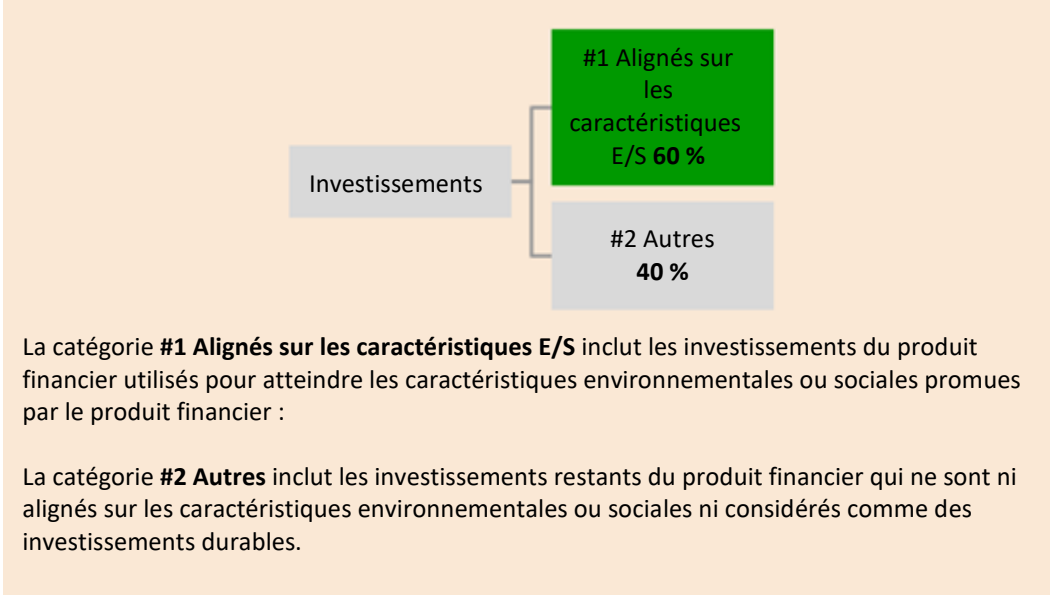 #1 Alignés sur
les
caractéristiques
E/S 60 %
Investissements
#2 Autres
40 %
La catégorie #1 Alignés sur les caractéristiques E/S inclut les investissements du produit
financier utilisés pour atteindre les caractéristiques environnementales ou sociales promues
par le produit financier :
La catégorie #2 Autres inclut les investissements restants du produit financier qui ne sont ni
alignés sur les caractéristiques environnementales ou sociales ni considérés comme des
investissements durables.